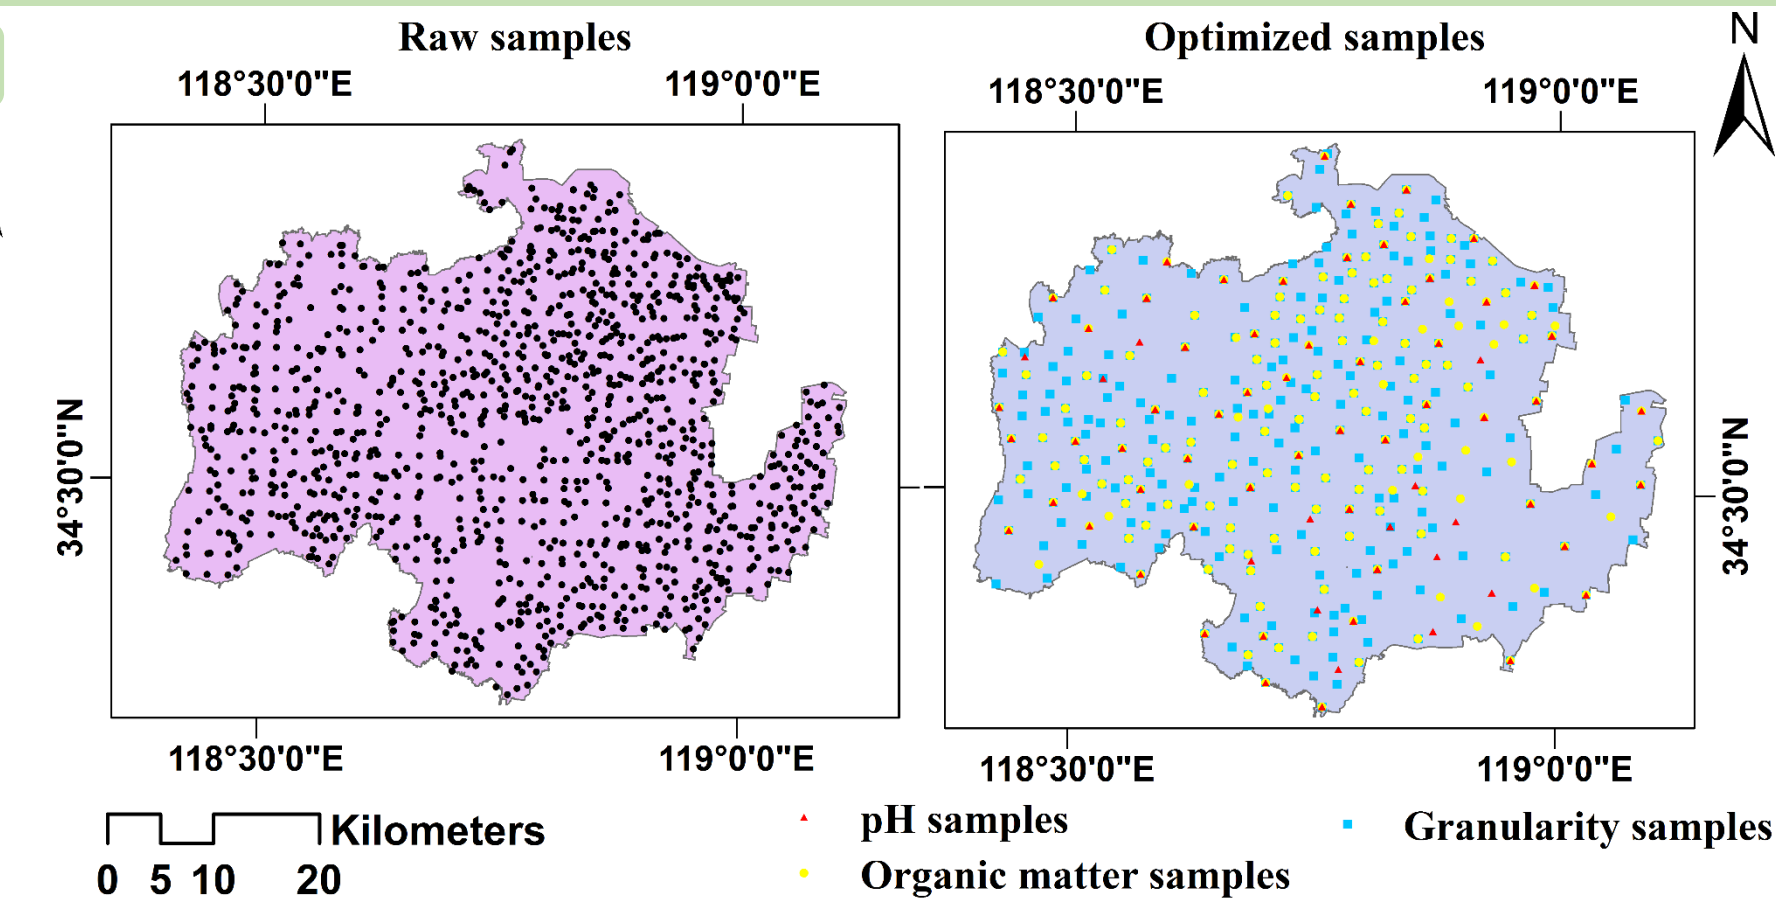 Raw samples
Optimized samples
N
118°30'0"E
119°0'0"E
118°30'0"E
119°0'0"E
34°30'0"N
34°30'0"N
118°30'0"E
119°0'0"E
118°30'0"E
119°0'0"E
Kilometers
0 5 10 20
pH samples
Granularity samples
Organic matter samples